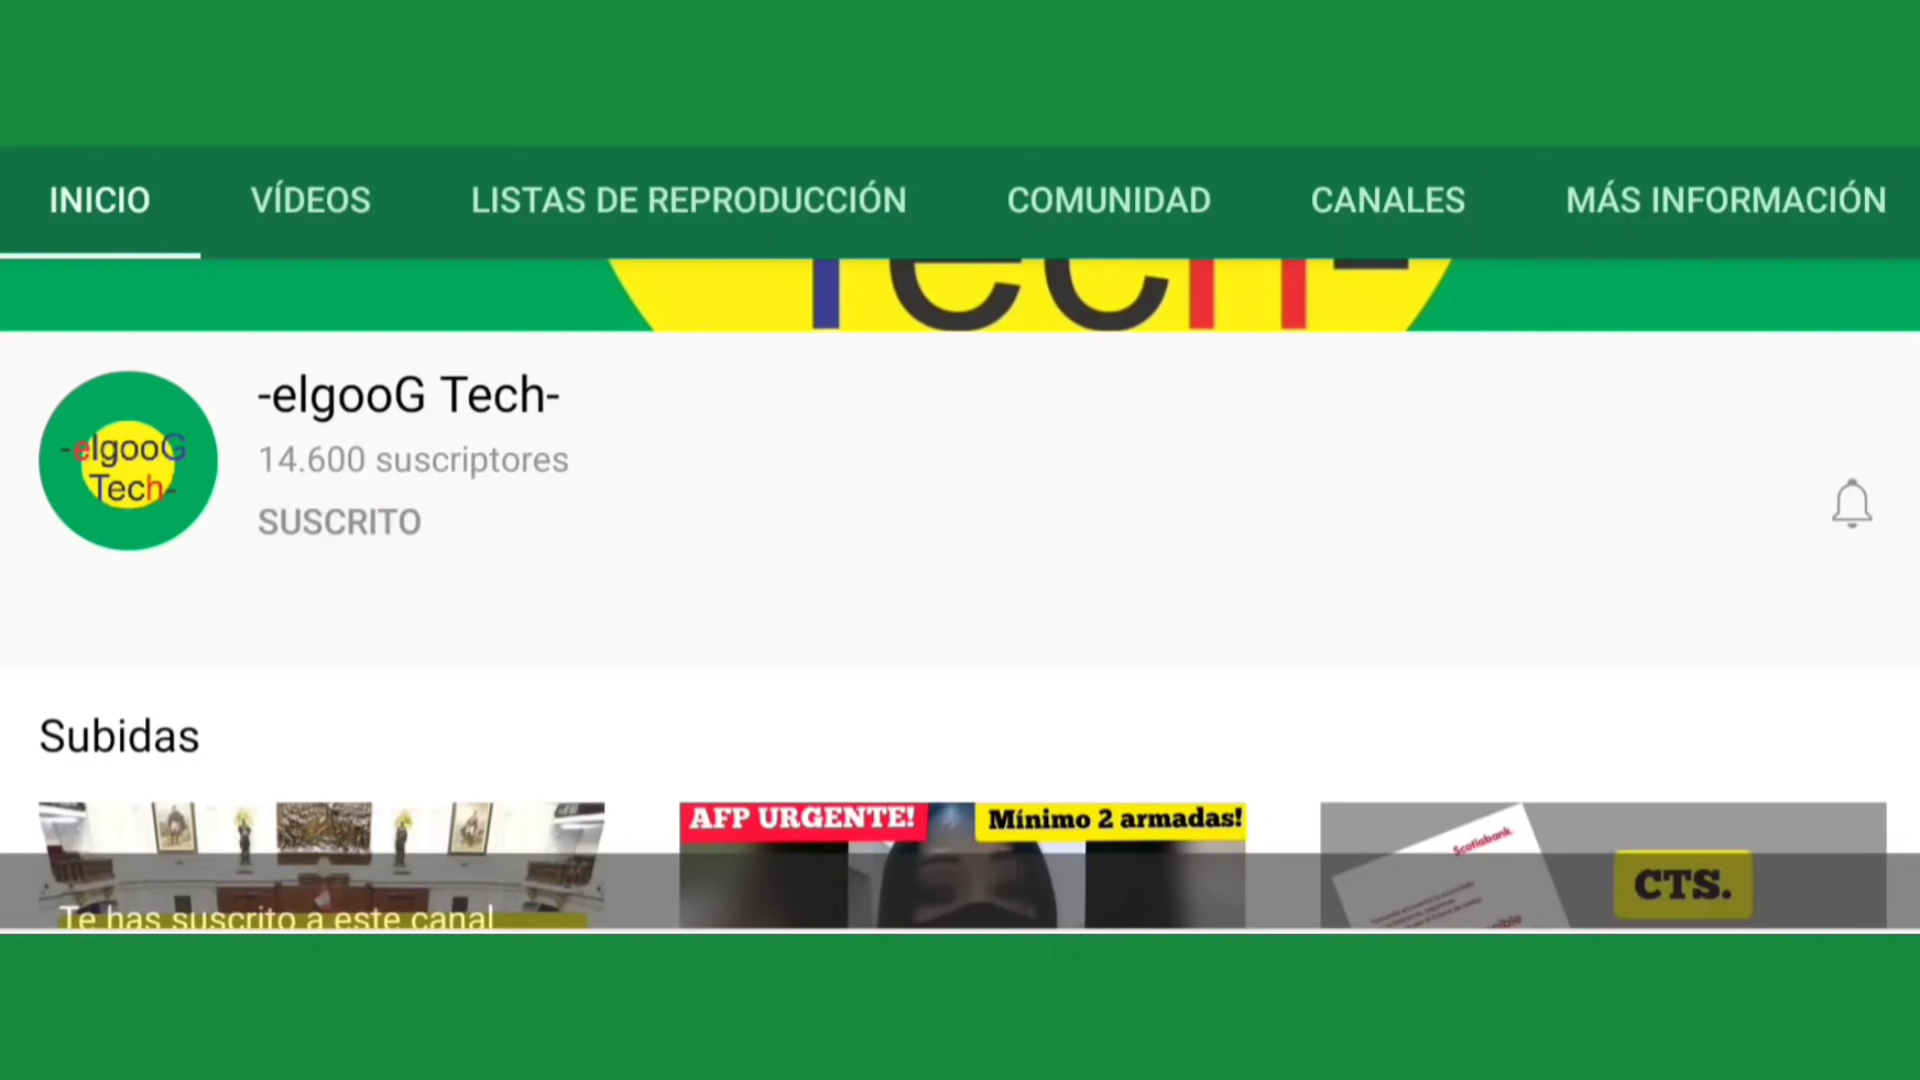 INICIO VÍDEOS LISTAS DE REPRODUCCIÓN COMUNIDAD CANALES MÁS INFORMACIÓN
Tech-
-elgooG Tech-
14.600 suscriptores
SUSCRITO
-elgooG
Tech-
Subidas
AFP URGENTE! Mínimo 2 armadas!
Scotiabank.
CTS.
Te has suscrito a este canal